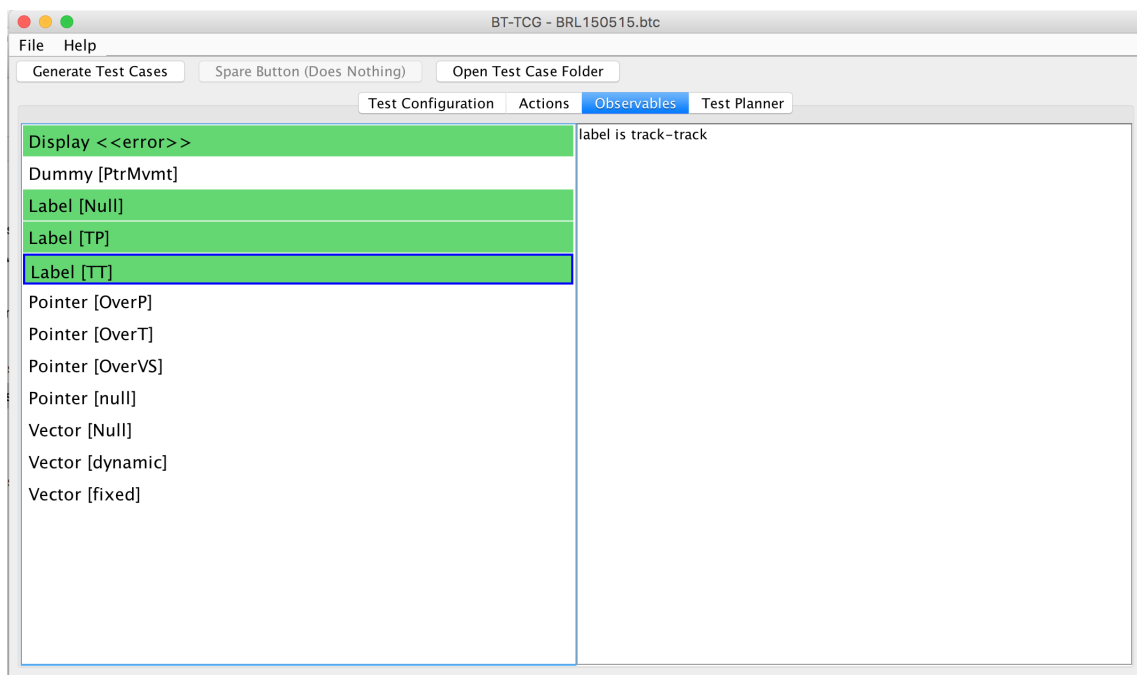 BT-TCG - BRL150515.btc
File Help
Generate Test Cases Spare Button (Does Nothing) Open Test Case Folder
Test Configuration Actions Observables Test Planner
Display <<error>>
Dummy [PtrMvmt]
Label [Null]
Label [TP]
Label [TT]
Pointer [OverP]
Pointer [OverT]
Pointer [OverVS]
Pointer [null]
Vector [Null]
Vector [dynamic]
Vector [fixed]
label is track-track